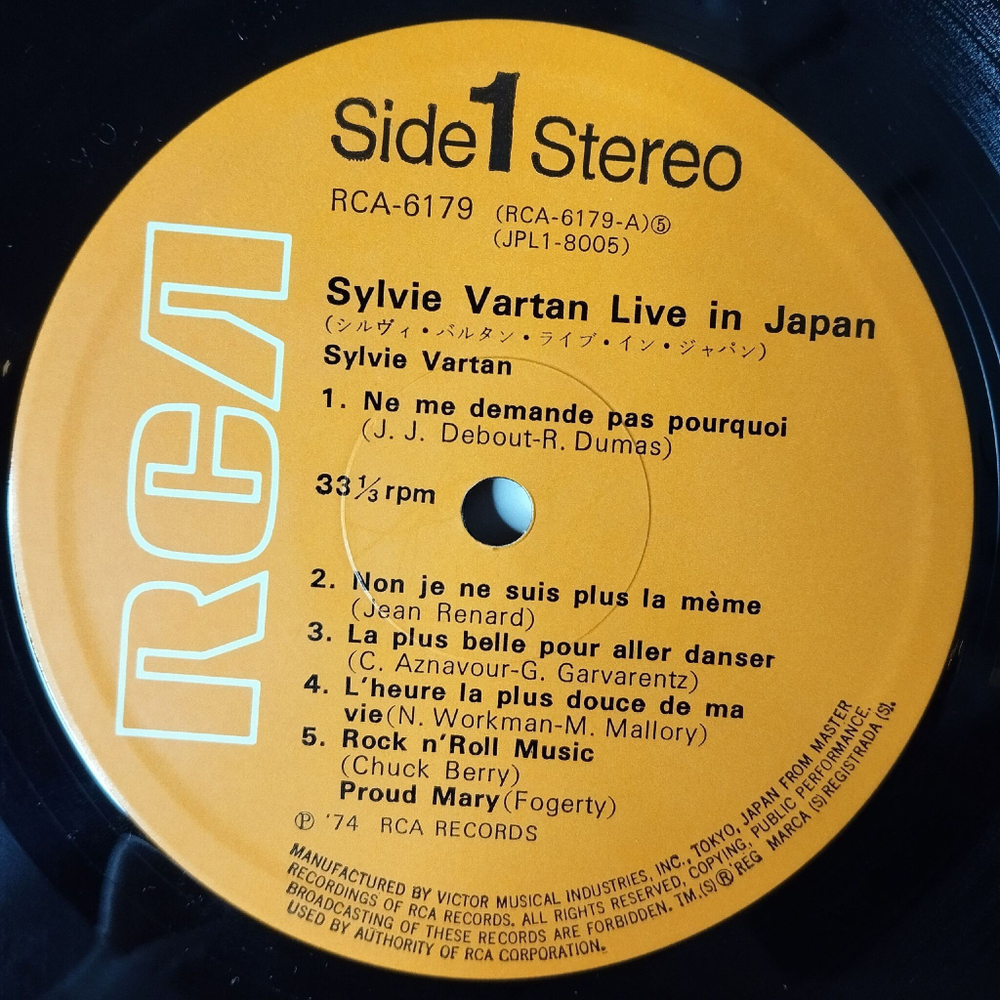 Side 1 Stereo
RCA-6179 (RCA-6179-A)⑤
(JPL1-8005)
Sylvie Vartan Live in Japan
(シルヴィ・バルタン・ライブ・イン・ジャパン)
Sylvie Vartan
1. Ne me demande pas pourquoi
(J. J. Debout-R. Dumas)
33⅓rpm
2. Non je ne suis plus la mème
(Jean Renard)
3. La plus belle pour aller danser
(C. Aznavour-G. Garvarentz)
4. L'heure la plus douce de ma
vie(N. Workman-M. Mallory)
5. Rock n'Roll Music
(Chuck Berry)
Proud Mary(Fogerty)
Ⓟ '74 RCA RECORDS
RCA
MANUFACTURED BY VICTOR MUSICAL INDUSTRIES, INC., TOKYO, JAPAN FROM MASTER
RECORDINGS OF RCA RECORDS. ALL RIGHTS RESERVED, COPYING, PUBLIC PERFORMANCE.
BROADCASTING OF THESE RECORDS ARE FORBIDDEN. TM.(S)® REG MARCA (S) REGISTRADA (S).
USED BY AUTHORITY OF RCA CORPORATION.